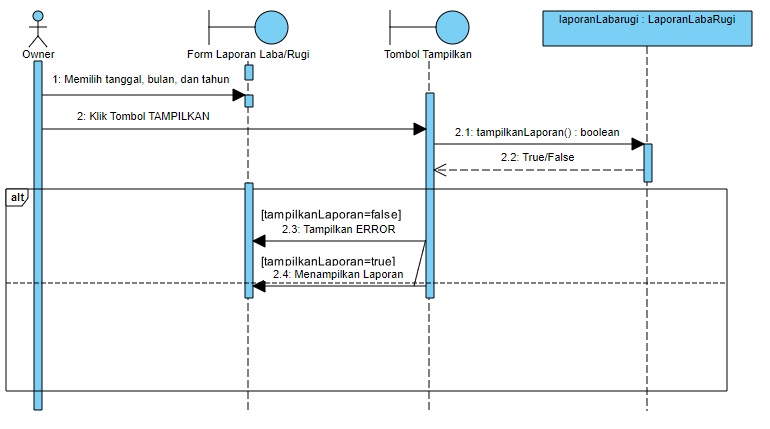 Owner
Form Laporan Laba/Rugi
Tombol Tampilkan
laporanLabarugi : LaporanLabaRugi
1: Memilih tanggal, bulan, dan tahun
2: Klik Tombol TAMPILKAN
2.1: tampilkanLaporan() : boolean
2.2: True/False
alt
[tampilkanLaporan=false]
2.3: Tampilkan ERROR
[tampilkanLaporan=true]
2.4: Menampilkan Laporan